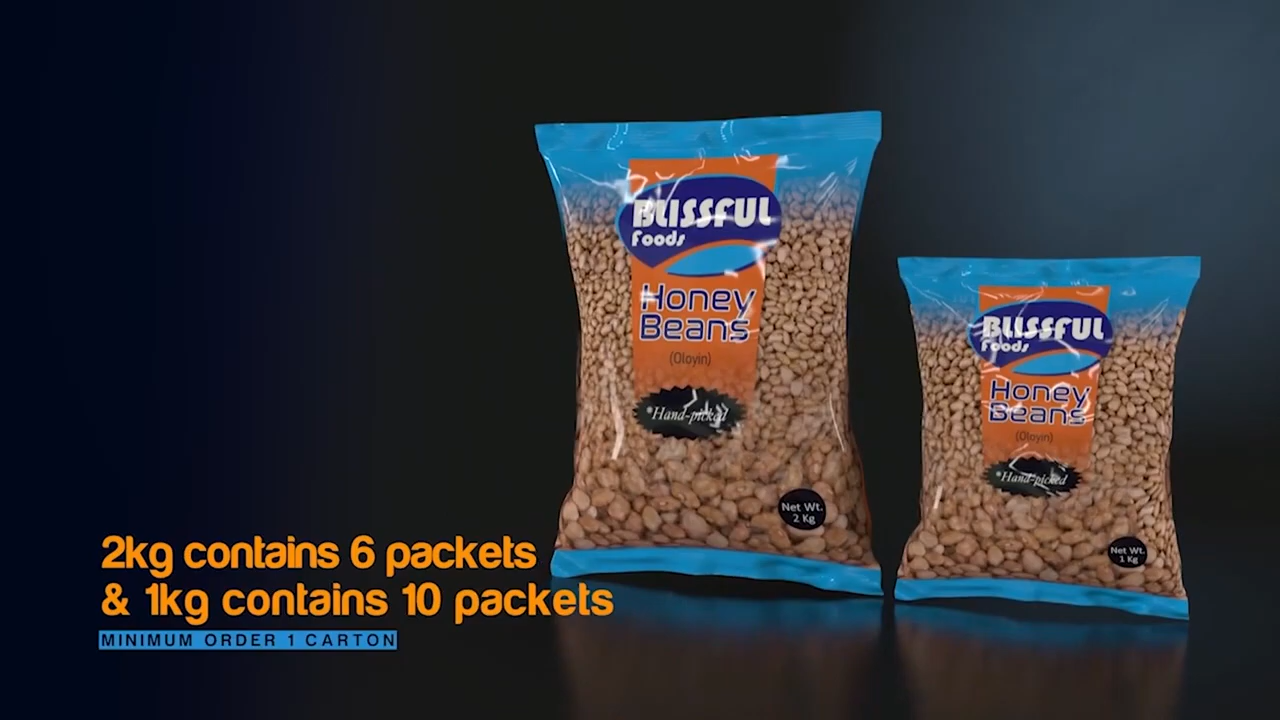 BLISSFUL
Foods
Honey
Beans
(Oloyin)
*Hand-picked
Net Wt.
2 Kg
BLISSFUL
Foods
Honey
Beans
(Oloyin)
*Hand-picked
Net Wt.
1 Kg
2kg contains 6 packets
& 1kg contains 10 packets
MINIMUM ORDER 1 CARTON